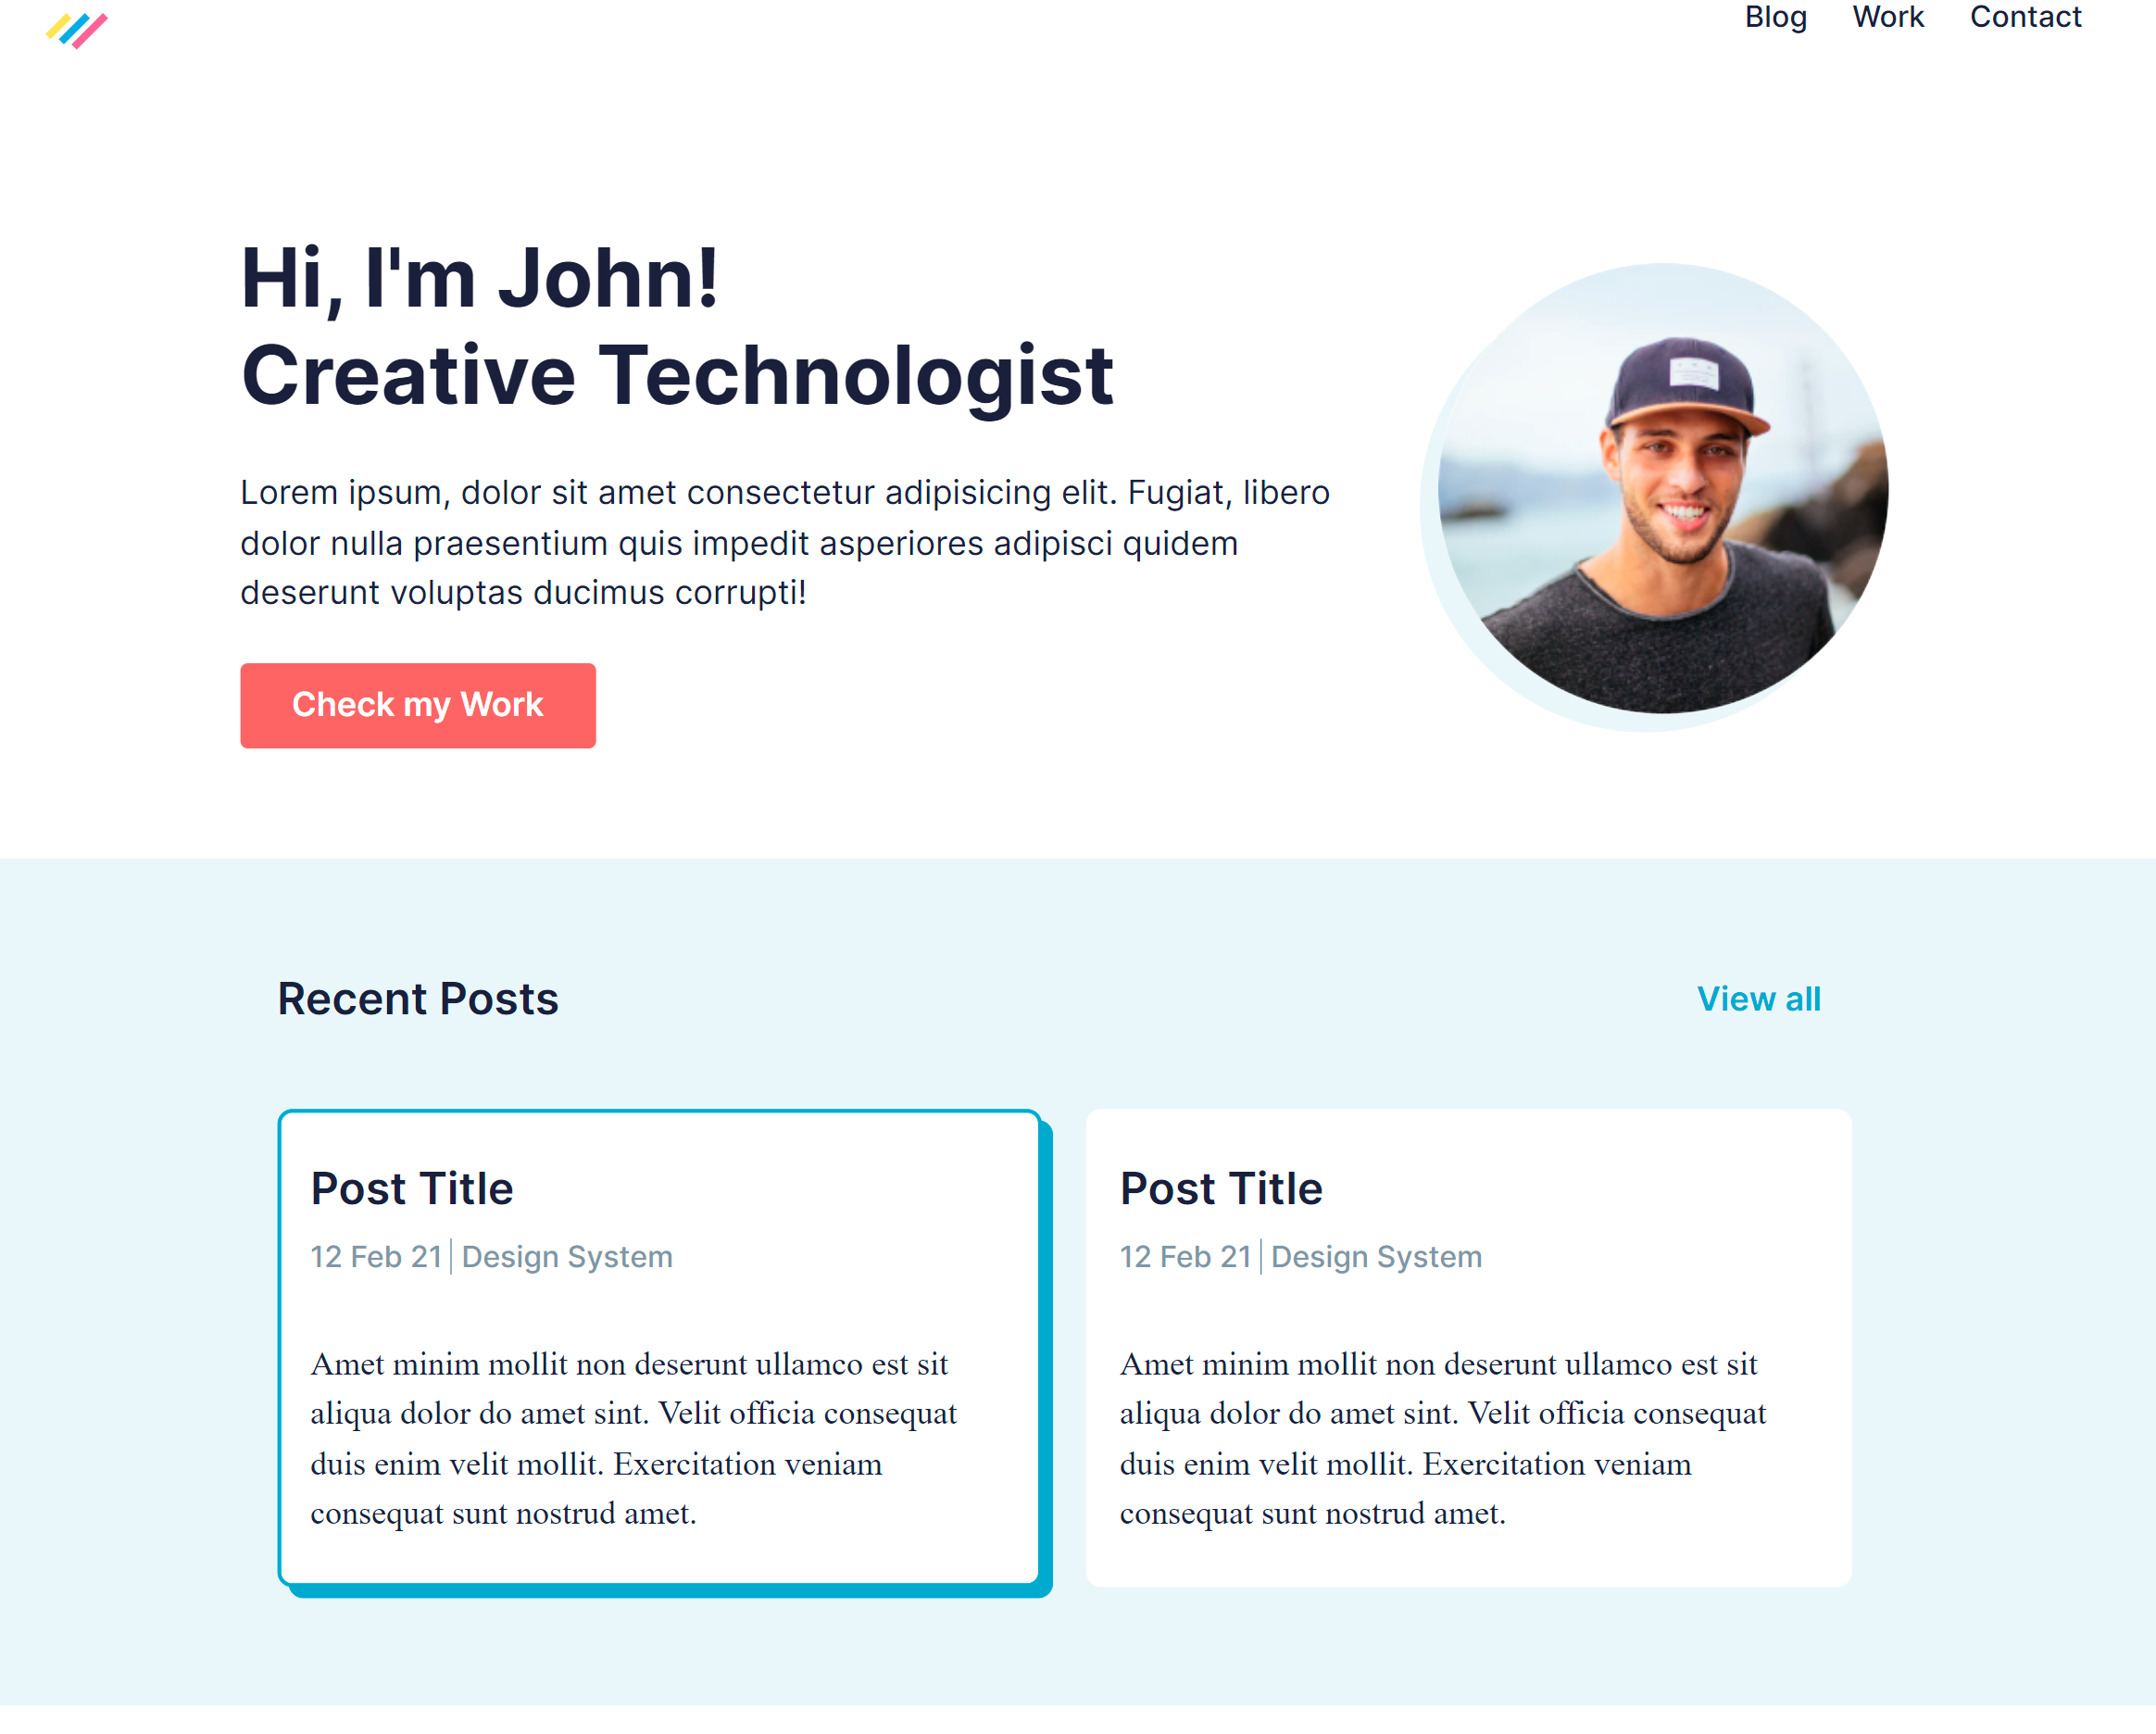 Blog Work Contact
Hi, I'm John!
Creative Technologist
Lorem ipsum, dolor sit amet consectetur adipisicing elit. Fugiat, libero
dolor nulla praesentium quis impedit asperiores adipisci quidem
deserunt voluptas ducimus corrupti!
Check my Work
Recent Posts
View all
Post Title
12 Feb 21 | Design System
Amet minim mollit non deserunt ullamco est sit
aliqua dolor do amet sint. Velit officia consequat
duis enim velit mollit. Exercitation veniam
consequat sunt nostrud amet.
Post Title
12 Feb 21 | Design System
Amet minim mollit non deserunt ullamco est sit
aliqua dolor do amet sint. Velit officia consequat
duis enim velit mollit. Exercitation veniam
consequat sunt nostrud amet.